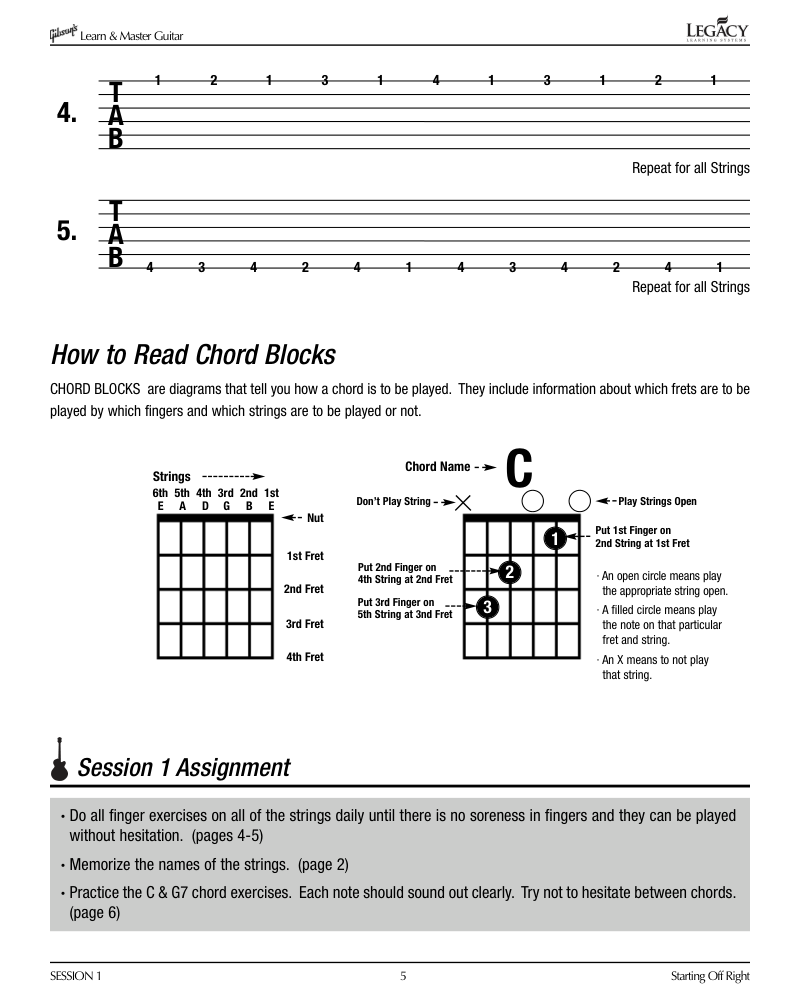 Gibson's Learn & Master Guitar
LEGACY
LEARNING SYSTEMS
4.
T
A
B
1 2 1 3 1 4 1 3 1 2 1
Repeat for all Strings
5.
T
A
B
4 3 4 2 4 1 4 3 4 2 4 1
Repeat for all Strings
How to Read Chord Blocks
CHORD BLOCKS are diagrams that tell you how a chord is to be played. They include information about which frets are to be
played by which fingers and which strings are to be played or not.
Strings
6th 5th 4th 3rd 2nd 1st
E A D G B E
Nut
1st Fret
2nd Fret
3rd Fret
4th Fret
Chord Name
C
Don't Play String
Play Strings Open
1
Put 1st Finger on
2nd String at 1st Fret
Put 2nd Finger on
4th String at 2nd Fret
2
Put 3rd Finger on
5th String at 3nd Fret
3
· An open circle means play
the appropriate string open.
· A filled circle means play
the note on that particular
fret and string.
· An X means to not play
that string.
Session 1 Assignment
• Do all finger exercises on all of the strings daily until there is no soreness in fingers and they can be played
without hesitation. (pages 4-5)
• Memorize the names of the strings. (page 2)
• Practice the C & G7 chord exercises. Each note should sound out clearly. Try not to hesitate between chords.
(page 6)
SESSION 1
5
Starting Off Right